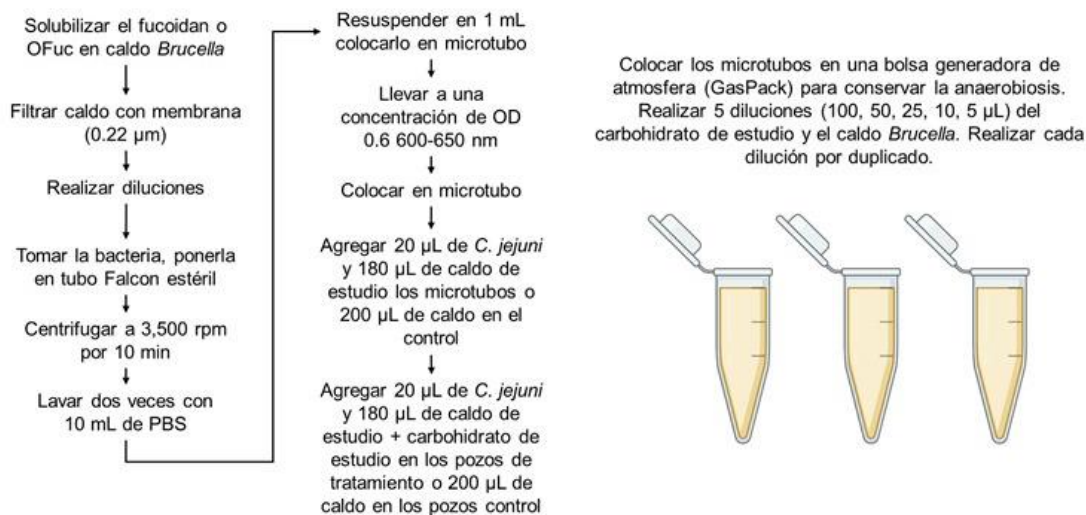 Solubilizar el fucoidan o
OFuc en caldo Brucella
Filtrar caldo con membrana
(0.22 µm)
Realizar diluciones
Tomar la bacteria, ponerla
en tubo Falcon estéril
Centrifugar a 3,500 rpm
por 10 min
Lavar dos veces con
10 mL de PBS
Resuspender en 1 mL
colocarlo en microtubo
Llevar a una
concentración de OD
0.6 600-650 nm
Colocar en microtubo
Agregar 20 µL de C. jejuni
y 180 µL de caldo de
estudio los microtubos o
200 µL de caldo en el
control
Agregar 20 µL de C. jejuni
y 180 µL de caldo de
estudio + carbohidrato de
estudio en los pozos de
tratamiento o 200 µL de
caldo en los pozos control
Colocar los microtubos en una bolsa generadora de
atmosfera (GasPack) para conservar la anaerobiosis.
Realizar 5 diluciones (100, 50, 25, 10, 5 µL) del
carbohidrato de estudio y el caldo Brucella. Realizar cada
dilución por duplicado.